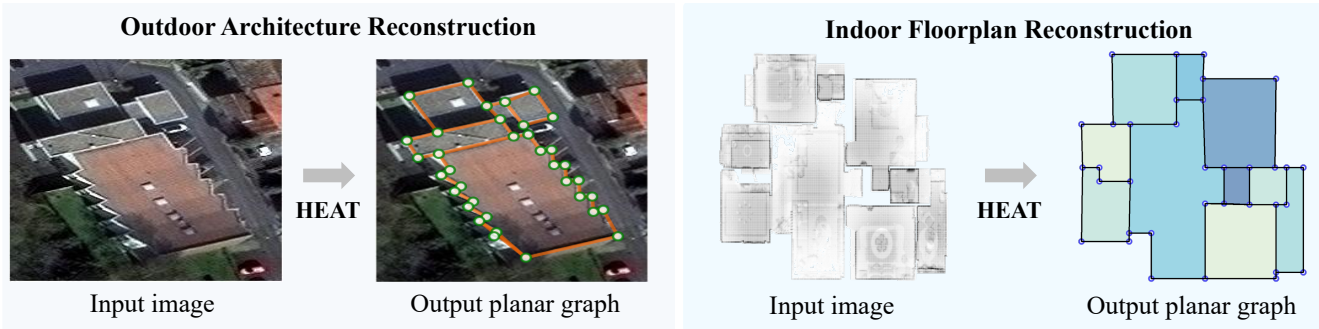 Outdoor Architecture Reconstruction
HEAT
Input image
Output planar graph
Indoor Floorplan Reconstruction
HEAT
Input image
Output planar graph